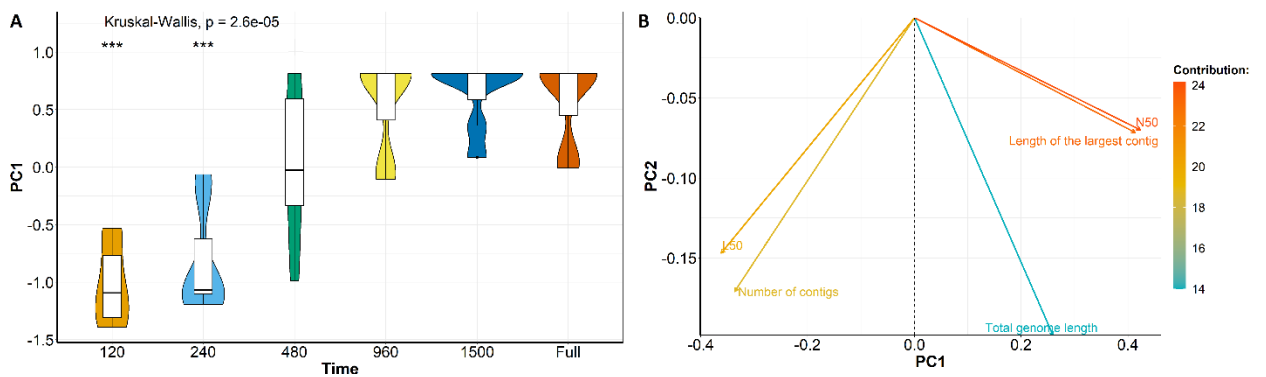 A
Kruskal-Wallis, p = 2.6e-05
*** ***
1.0
0.5
0.0
-0.5
-1.0
-1.5
PC1
120 240 480 960 1500 Full
Time
B
0.00
-0.05
-0.10
-0.15
PC2
N50
Length of the largest contig
L50
Number of contigs
Total genome length
-0.4 -0.2 0.0 0.2 0.4
PC1
Contribution:
24
22
20
18
16
14